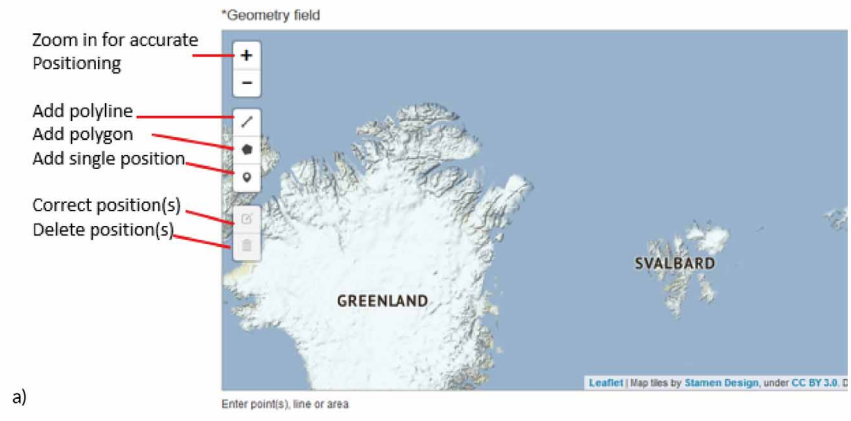 *Geometry field
Zoom in for accurate
Positioning
+
−
Add polyline
Add polygon
Add single position
Correct position(s)
Delete position(s)
SVALBARD
GREENLAND
Leaflet | Map tiles by Stamen Design, under CC BY 3.0. D
a)
Enter point(s), line or area